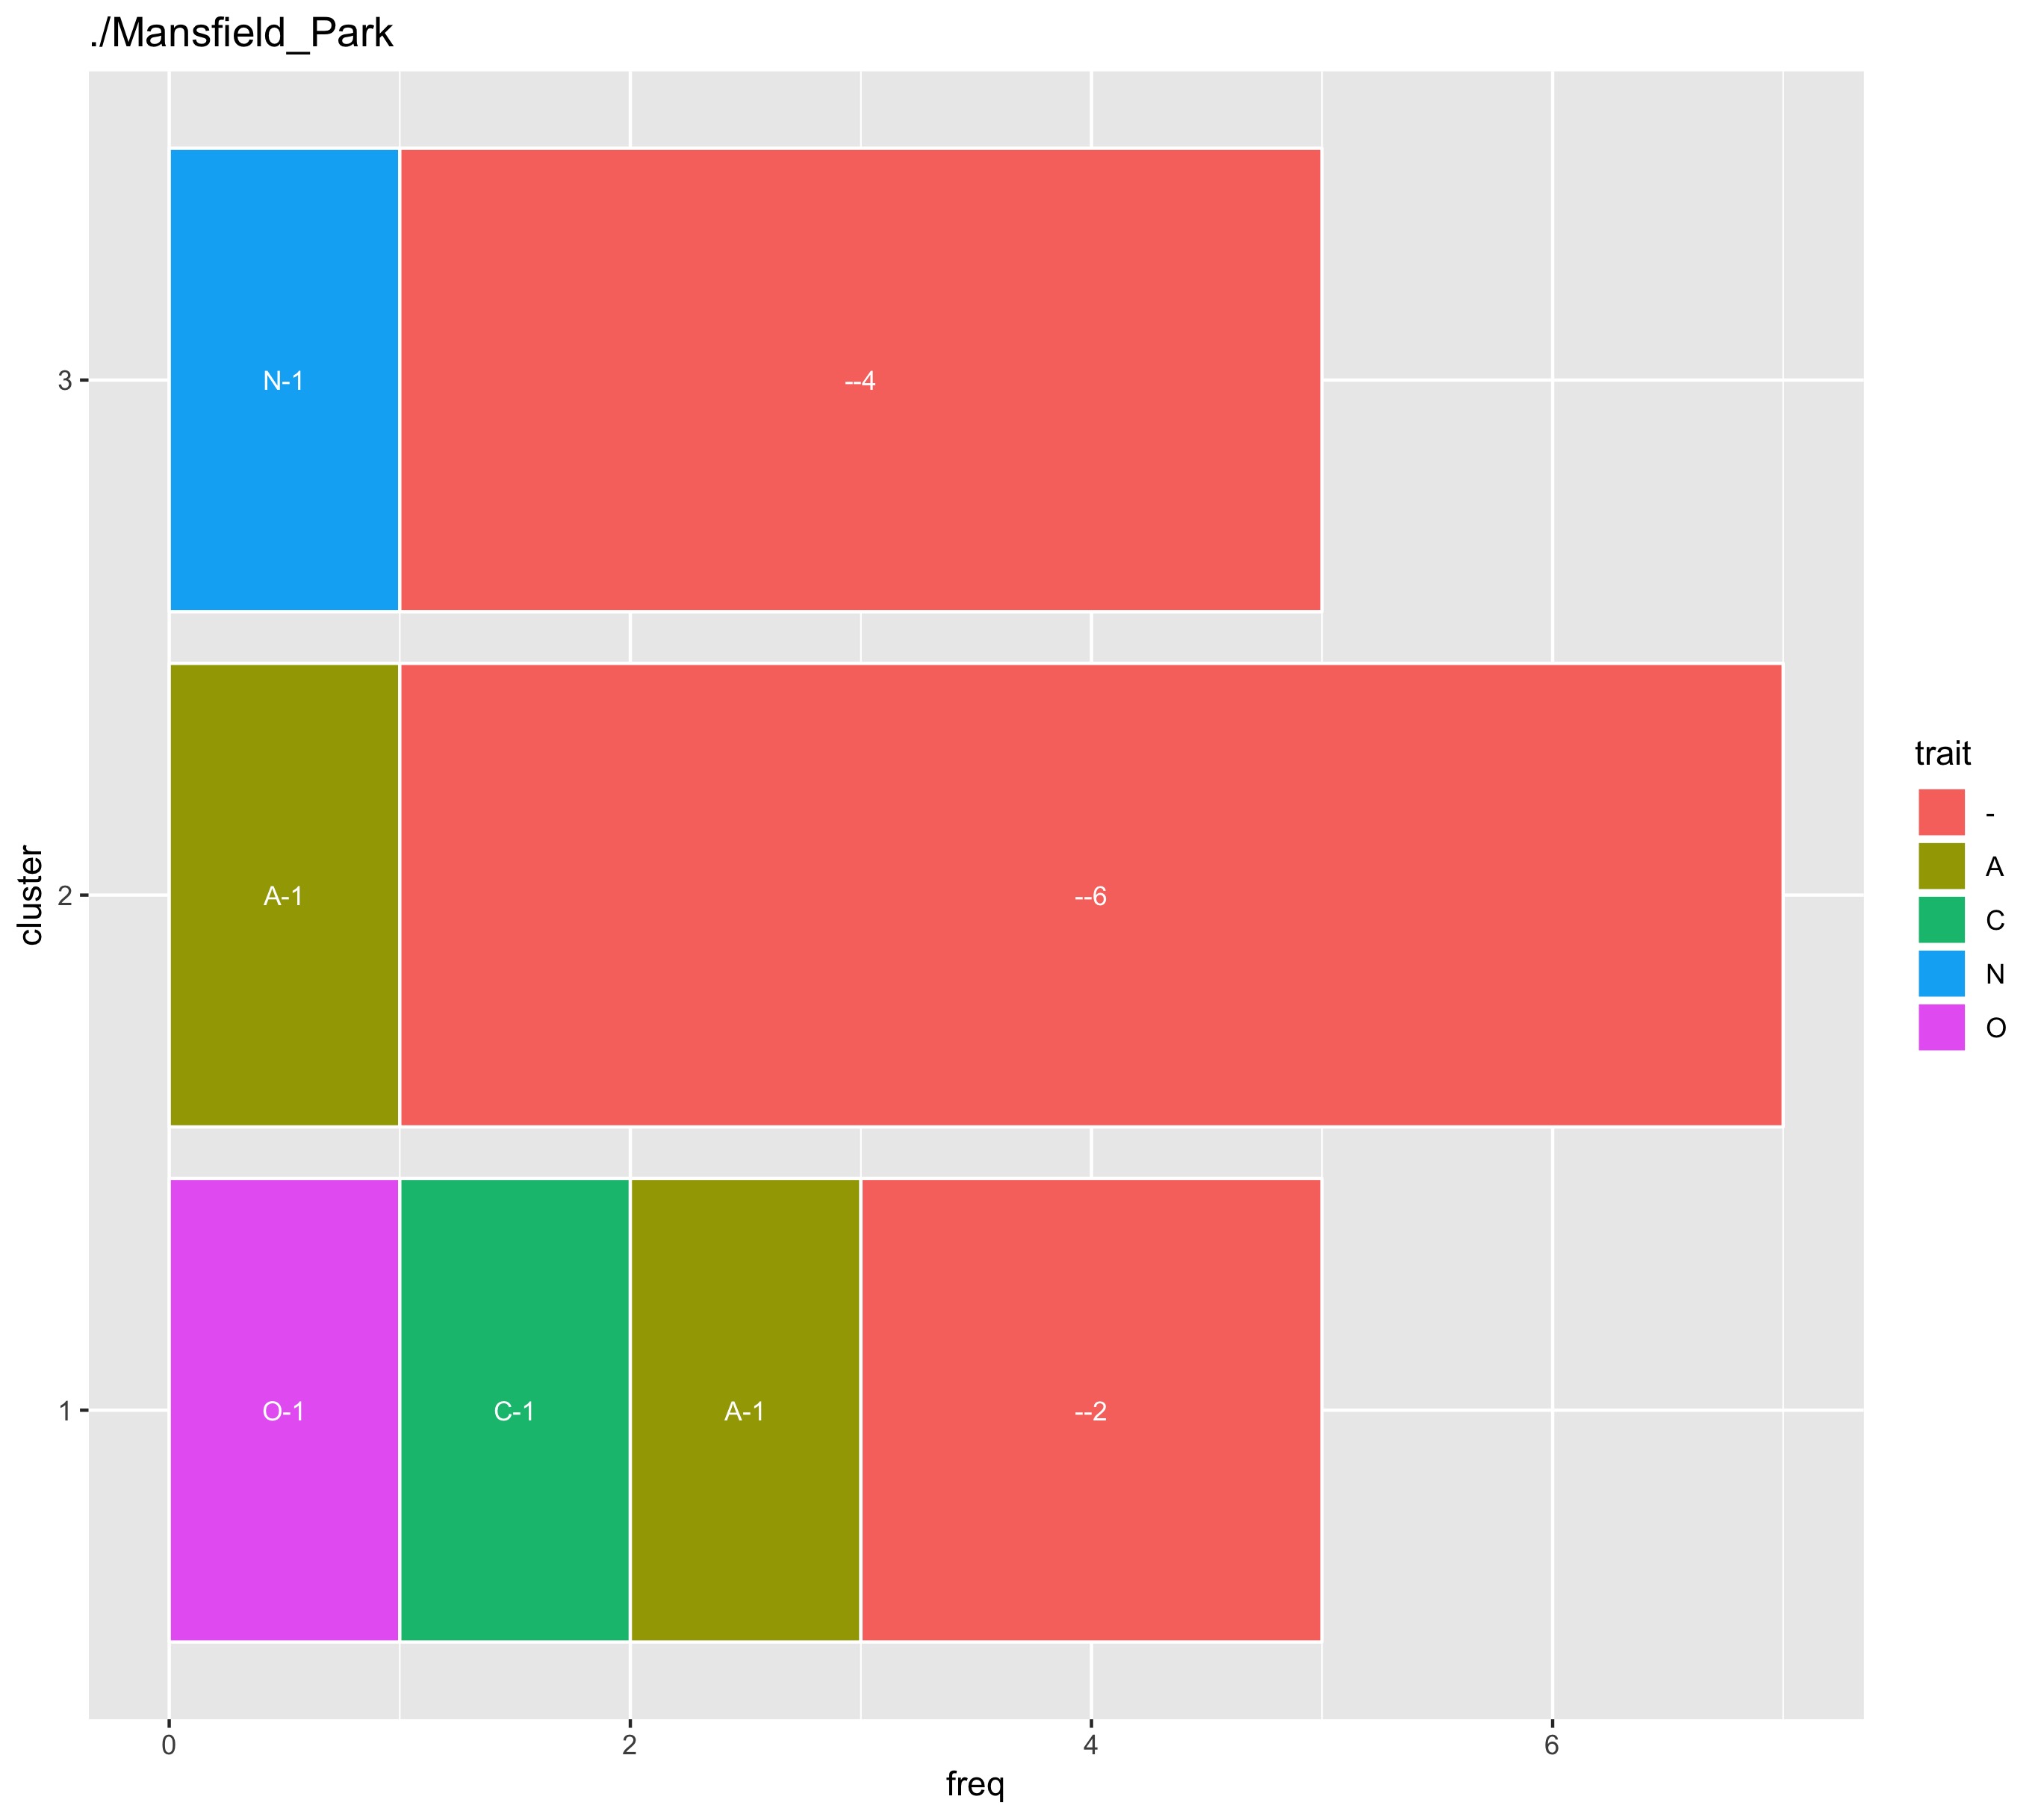 ./Mansfield_Park
cluster
3
N-1
--4
2
A-1
--6
1
O-1
C-1
A-1
--2
0
2
4
6
freq
trait
-
A
C
N
O